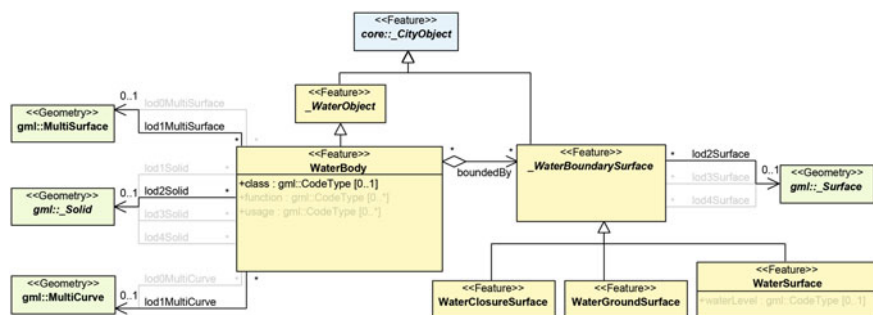 <<Feature>>
core::_CityObject
<<Feature>>
_WaterObject
<<Geometry>>
gml::MultiSurface
0..1
lod0MultiSurface
*
lod1MultiSurface
*
<<Feature>>
WaterBody
+class : gml::CodeType [0..1]
+function : gml::CodeType [0..*]
+usage : gml::CodeType [0..*]
*
*
boundedBy
<<Feature>>
_WaterBoundarySurface
*
lod2Surface
*
lod3Surface
*
lod4Surface
0..1
<<Geometry>>
gml::_Surface
<<Geometry>>
gml::_Solid
0..1
lod1Solid
*
lod2Solid
*
lod3Solid
*
lod4Solid
*
<<Geometry>>
gml::MultiCurve
0..1
lod0MultiCurve
*
lod1MultiCurve
*
<<Feature>>
WaterClosureSurface
<<Feature>>
WaterGroundSurface
<<Feature>>
WaterSurface
+waterLevel : gml::CodeType [0..1]